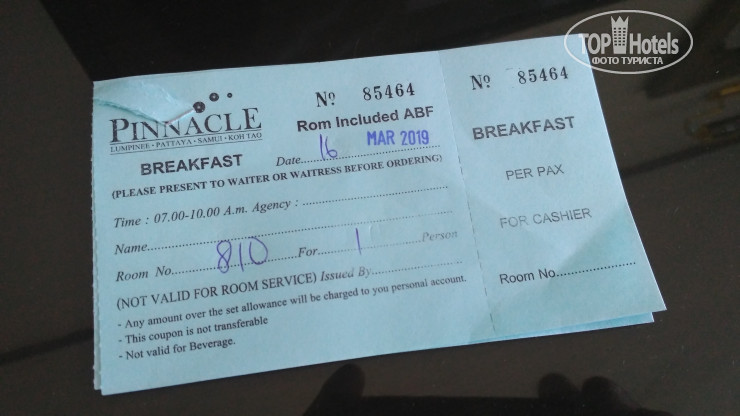 TOP Hotels
ФОТО ТУРИСТА
PINNACLE
LUMPINEE • PATTAYA • SAMUI • KOH TAO
BREAKFAST
№ 85464
Rom Included ABF
Date....16 MAR 2019
(PLEASE PRESENT TO WAITER OR WAITRESS BEFORE ORDERING)
Time : 07.00-10.00 A.m. Agency :
Name
Room No. 810 For 1 Person
(NOT VALID FOR ROOM SERVICE) Issued By
- Any amount over the set allowance will be charged to you personal account.
- This coupon is not transferable
- Not valid for Beverage.
№ 85464
BREAKFAST
PER PAX
FOR CASHIER
Room No.